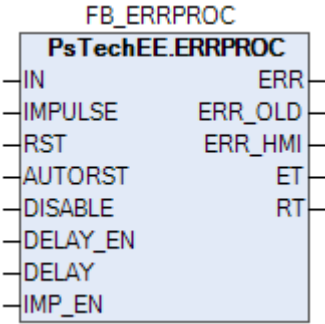 FB_ERRPROC
PsTechEE.ERRPROC
IN ERR
IMPULSE ERR_OLD
RST ERR_HMI
AUTORST ET
DISABLE RT
DELAY_EN
DELAY
IMP_EN